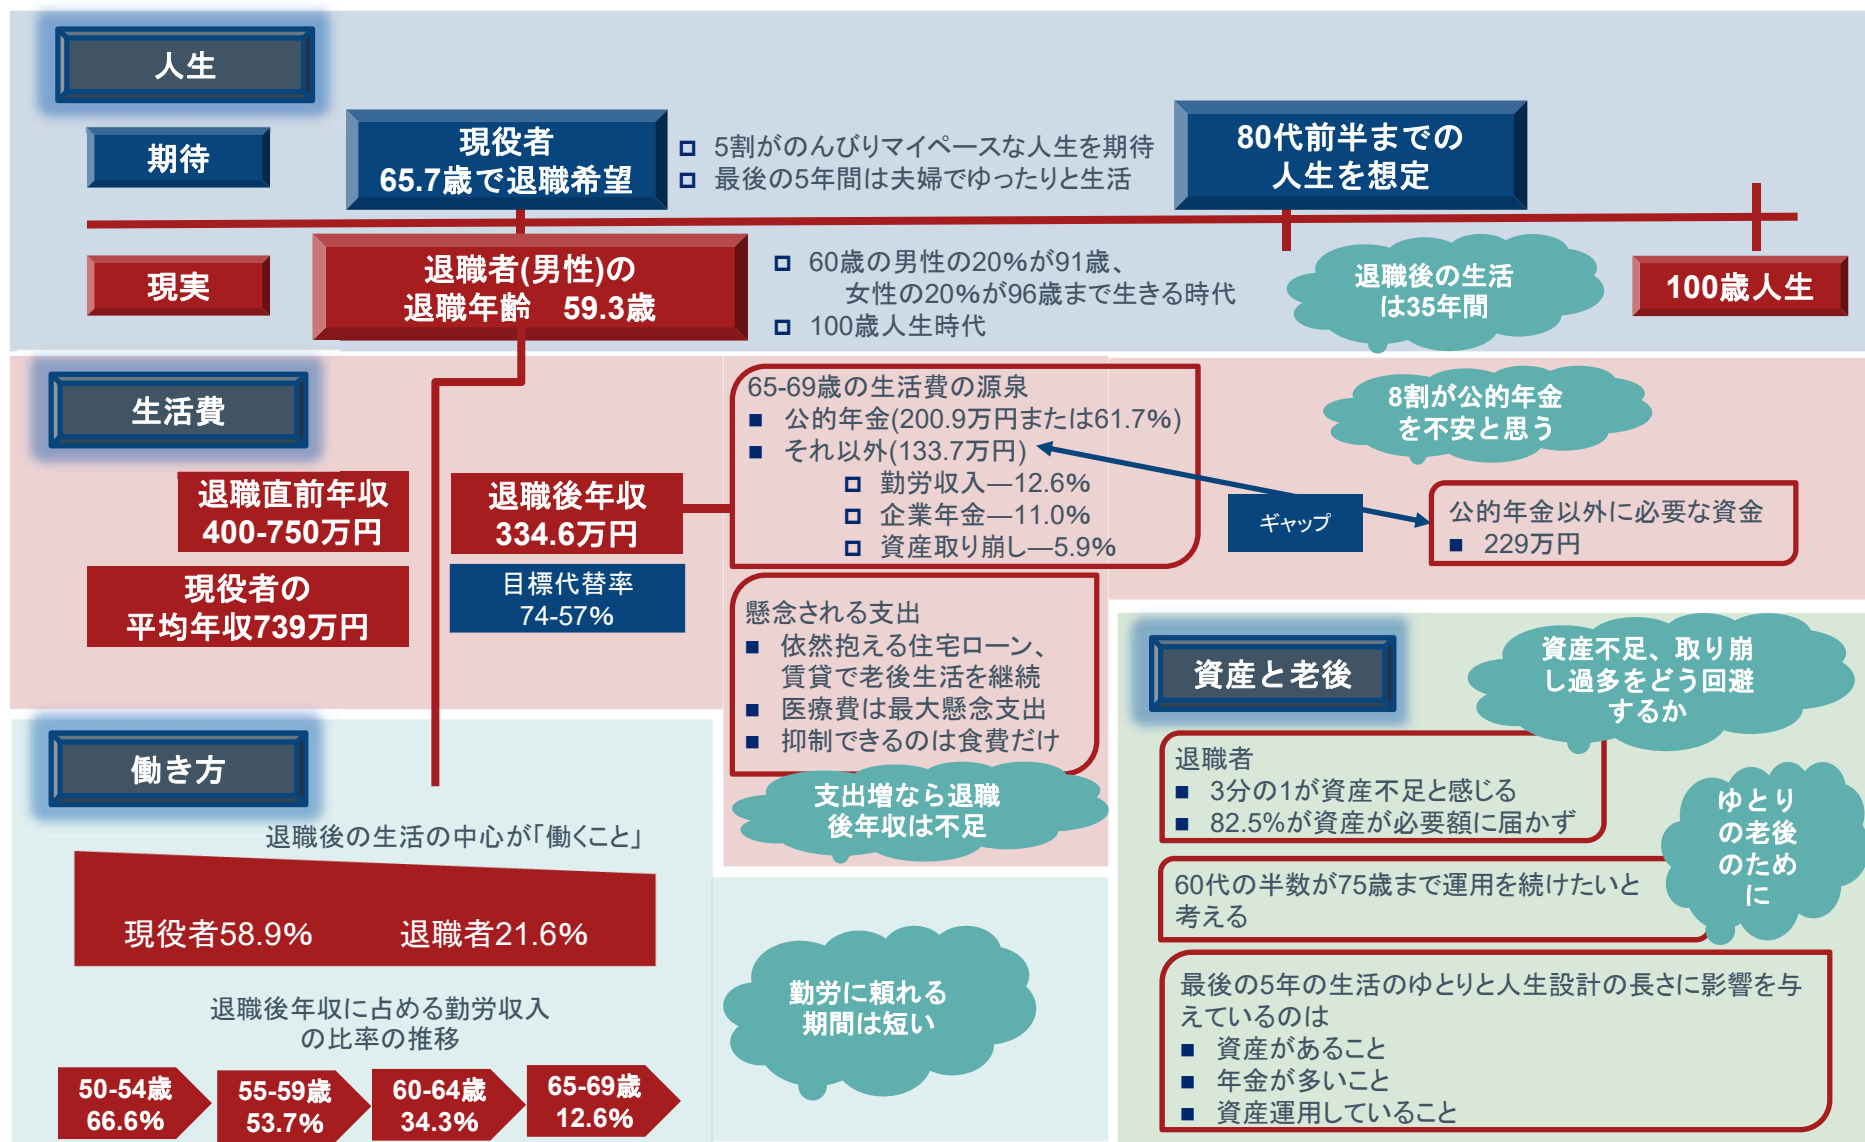 人生
期待
現役者
65.7歳で退職希望
5割がのんびりマイペースな人生を期待
最後の5年間は夫婦でゆったりと生活
80代前半までの
人生を想定
現実
退職者(男性)の
退職年齢　59.3歳
60歳の男性の20%が91歳、
女性の20%が96歳まで生きる時代
100歳人生時代
退職後の生活
は35年間
100歳人生
生活費
退職直前年収
400-750万円
現役者の
平均年収739万円
退職後年収
334.6万円
目標代替率
74-57%
65-69歳の生活費の源泉
公的年金(200.9万円または61.7%)
それ以外(133.7万円)
勤労収入―12.6%
企業年金―11.0%
資産取り崩し―5.9%
8割が公的年金
を不安と思う
ギャップ
公的年金以外に必要な資金
229万円
懸念される支出
依然抱える住宅ローン、
賃貸で老後生活を継続
医療費は最大懸念支出
抑制できるのは食費だけ
支出増なら退職
後年収は不足
働き方
退職後の生活の中心が「働くこと」
現役者58.9%
退職者21.6%
退職後年収に占める勤労収入
の比率の推移
50-54歳
66.6%
55-59歳
53.7%
60-64歳
34.3%
65-69歳
12.6%
勤労に頼れる
期間は短い
資産と老後
資産不足、取り崩
し過多をどう回避
するか
退職者
3分の1が資産不足と感じる
82.5%が資産が必要額に届かず
ゆとり
の老後
のため
に
60代の半数が75歳まで運用を続けたいと
考える
最後の5年の生活のゆとりと人生設計の長さに影響を与
えているのは
資産があること
年金が多いこと
資産運用していること